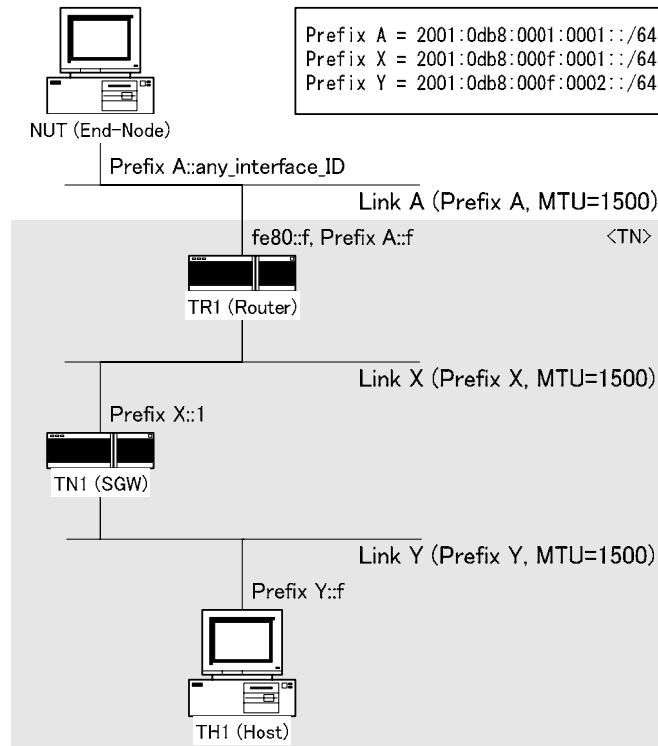 Prefix A = 2001:0db8:0001:0001::/64
Prefix X = 2001:0db8:000f:0001::/64
Prefix Y = 2001:0db8:000f:0002::/64
NUT (End-Node)
Prefix A::any_interface_ID
Link A (Prefix A, MTU=1500)
fe80::f, Prefix A::f
<TN>
TR1 (Router)
Link X (Prefix X, MTU=1500)
Prefix X::1
TN1 (SGW)
Link Y (Prefix Y, MTU=1500)
Prefix Y::f
TH1 (Host)